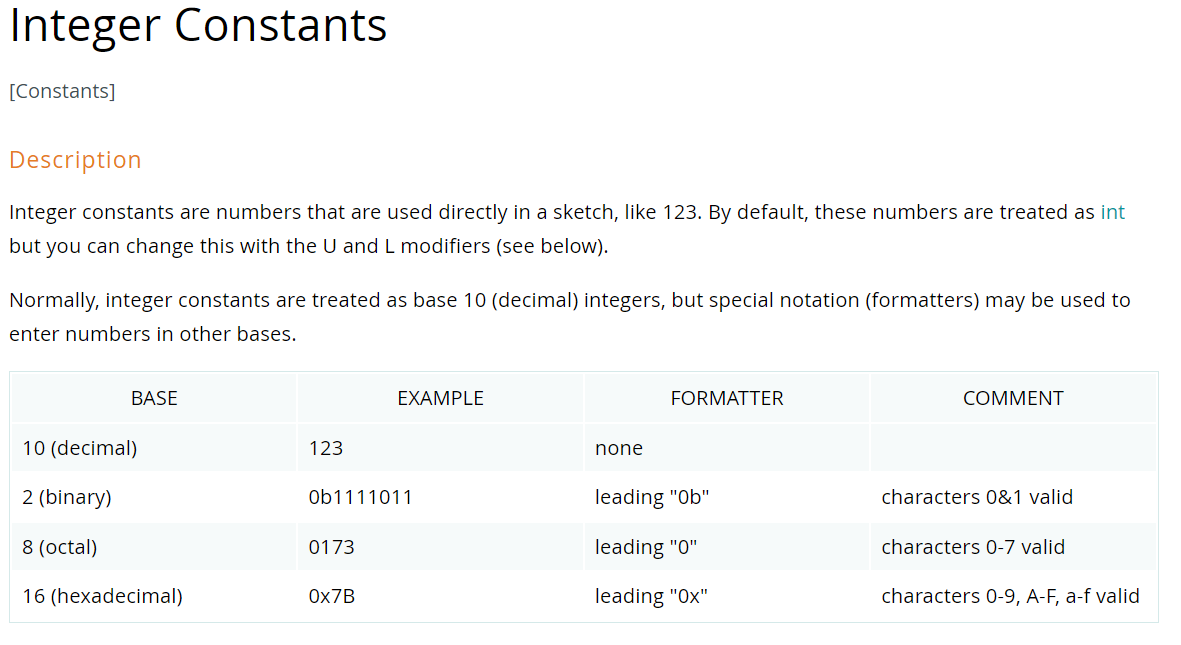 Integer Constants
[Constants]
Description
Integer constants are numbers that are used directly in a sketch, like 123. By default, these numbers are treated as int
but you can change this with the U and L modifiers (see below).
Normally, integer constants are treated as base 10 (decimal) integers, but special notation (formatters) may be used to
enter numbers in other bases.
BASE EXAMPLE FORMATTER COMMENT
10 (decimal) 123 none
2 (binary) 0b1111011 leading "0b" characters 0&1 valid
8 (octal) 0173 leading "0" characters 0-7 valid
16 (hexadecimal) 0x7B leading "0x" characters 0-9, A-F, a-f valid